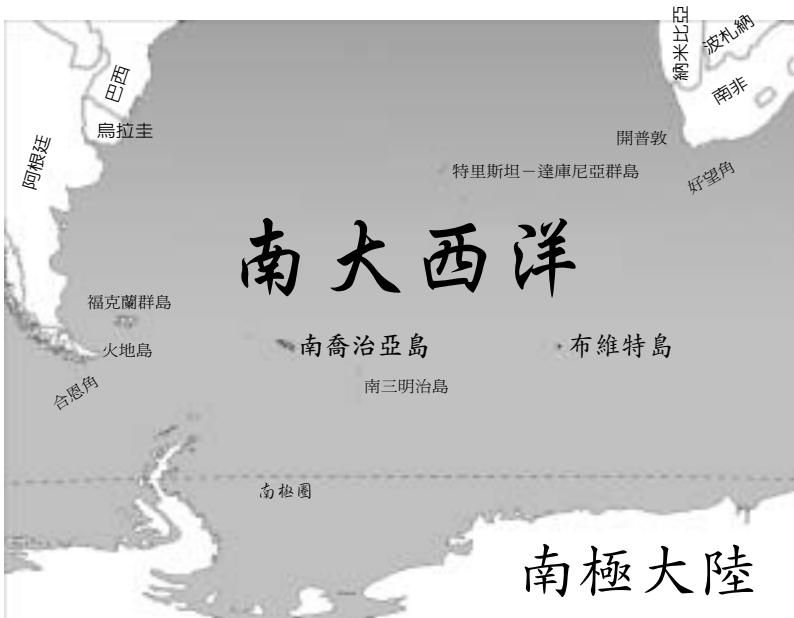 納米比亞
波札納
巴西
南非
烏拉圭
開普敦
阿根廷
特里斯坦－達庫尼亞群島
好望角
南大西洋
福克蘭群島
火地島
南喬治亞島
布維特島
合恩角
南三明治島
南極圈
南極大陸